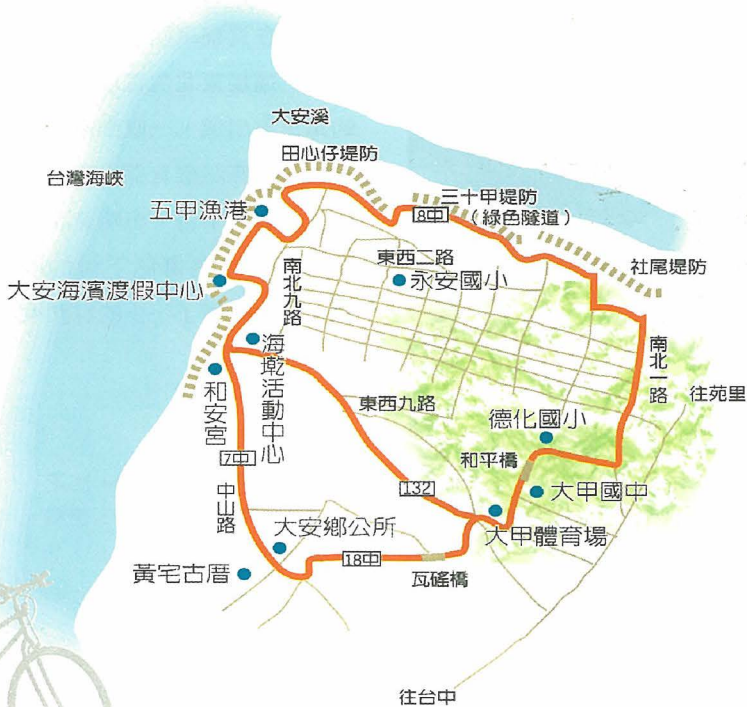 大安溪
田心仔堤防
台灣海峽
三十甲堤防
（綠色隧道）
五甲漁港
8中
東西二路
社尾堤防
大安海濱渡假中心
永安國小
南北九路
南北一路
海墘活動中心
往苑里
和安宮
東西九路
德化國小
和平橋
7中
132
大甲國中
中山路
大安鄉公所
大甲體育場
18中
黃宅古厝
瓦磘橋
往台中